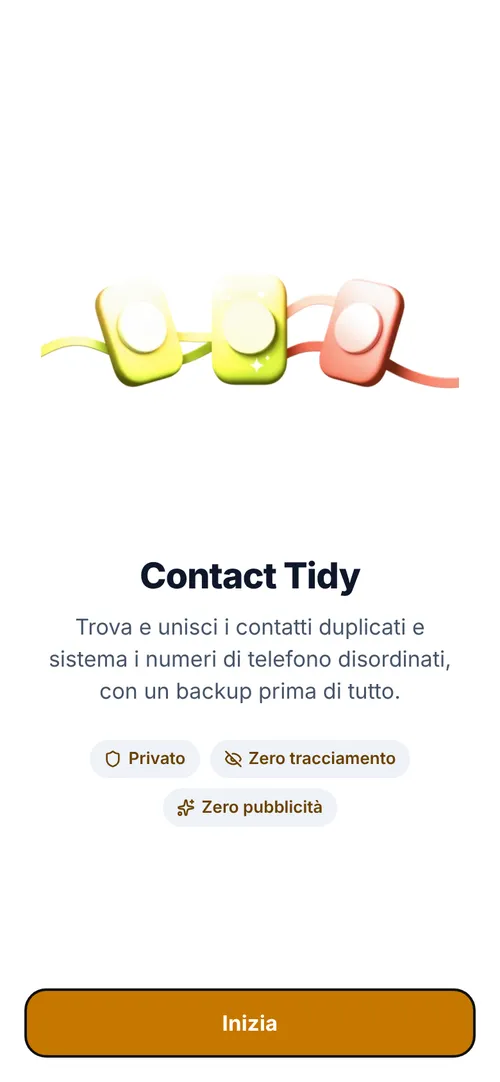 Contact Tidy
Trova e unisci i contatti duplicati e
sistema i numeri di telefono disordinati,
con un backup prima di tutto.
Privato
Zero tracciamento
Zero pubblicità
Inizia